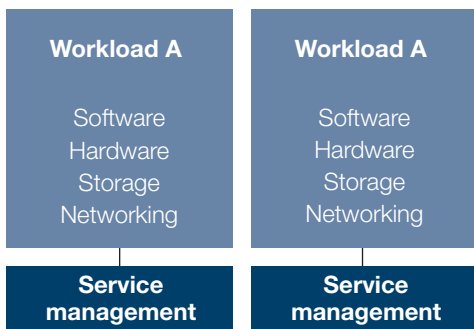 Workload A
Software
Hardware
Storage
Networking
Service
management
Workload A
Software
Hardware
Storage
Networking
Service
management